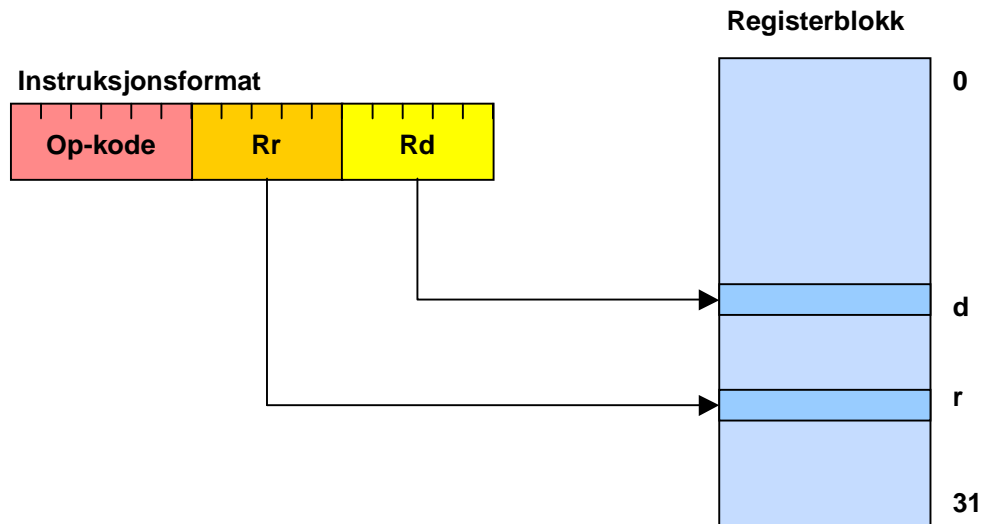 Registerblokk
Instruksjonsformat
0
Op-kode Rr Rd
d
r
31